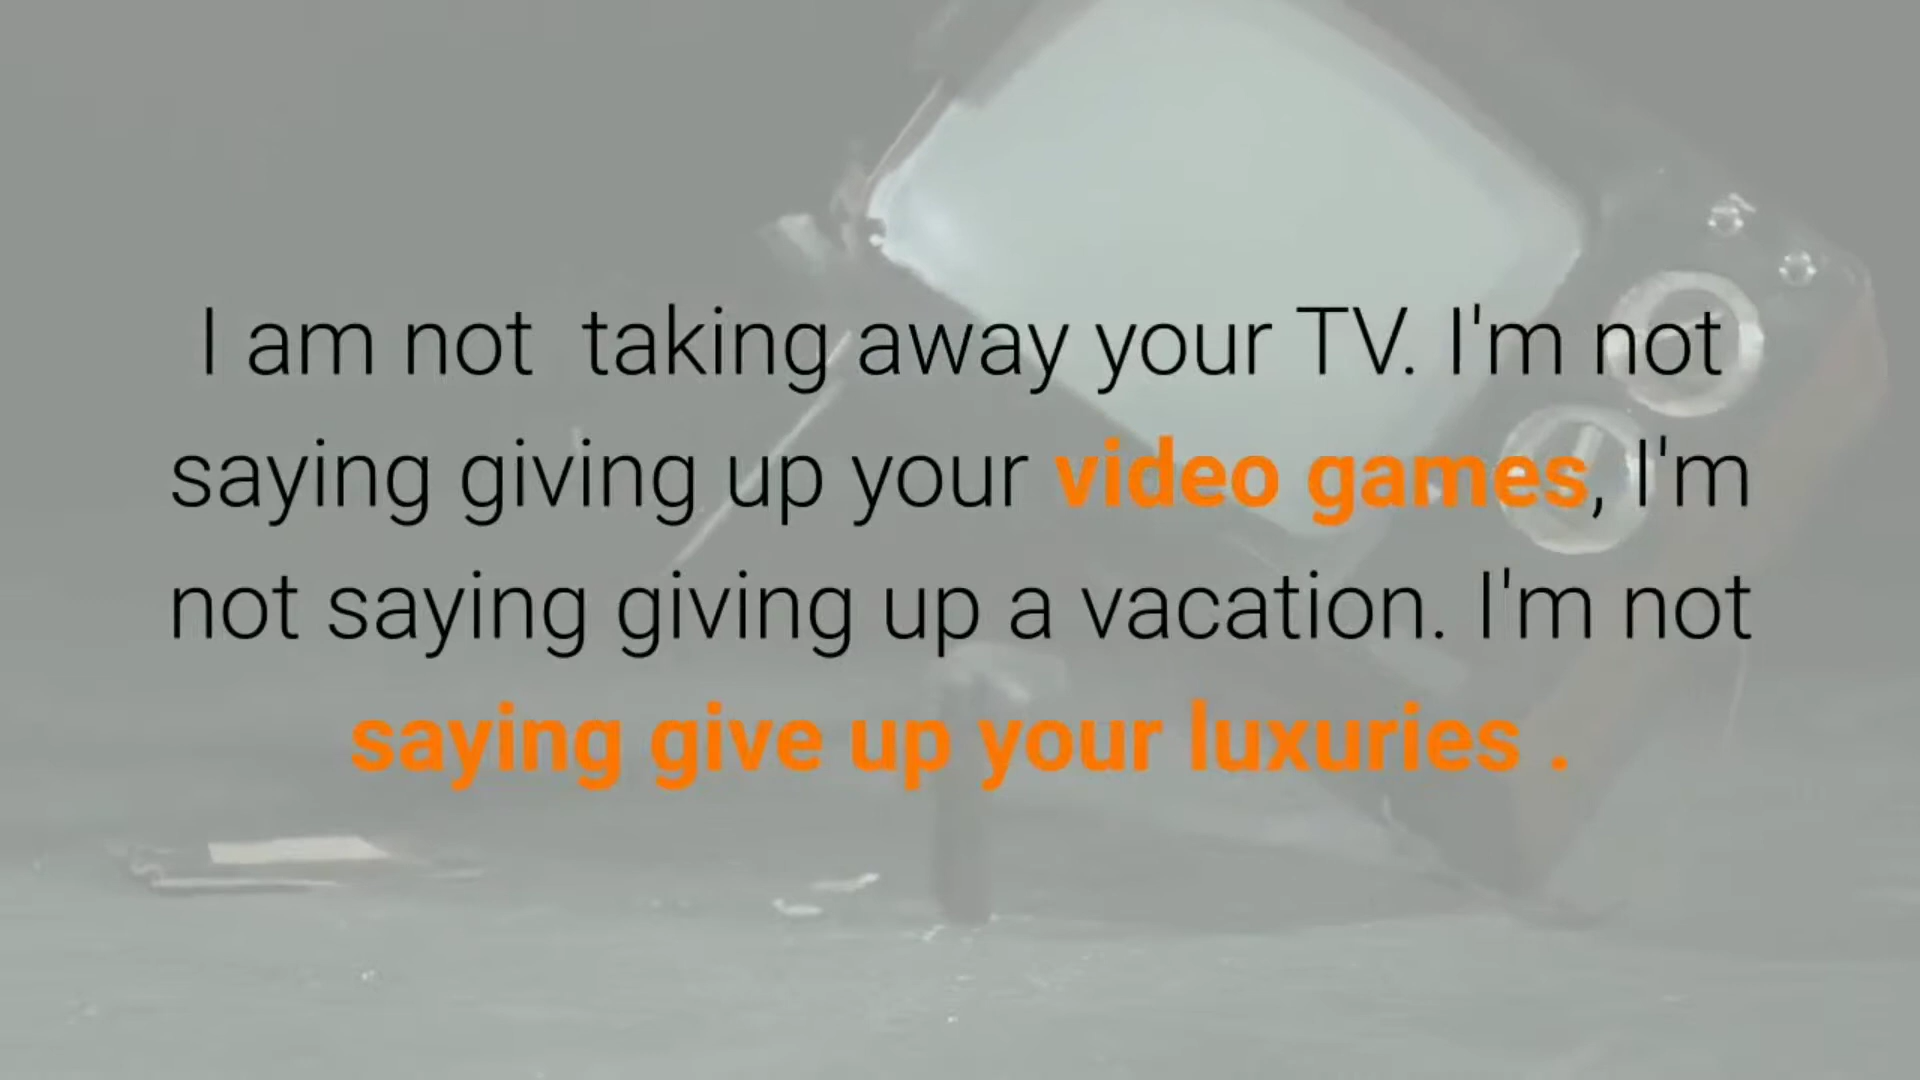 I am not  taking away your TV. I'm not
saying giving up your video games, I'm
not saying giving up a vacation. I'm not
saying give up your luxuries .